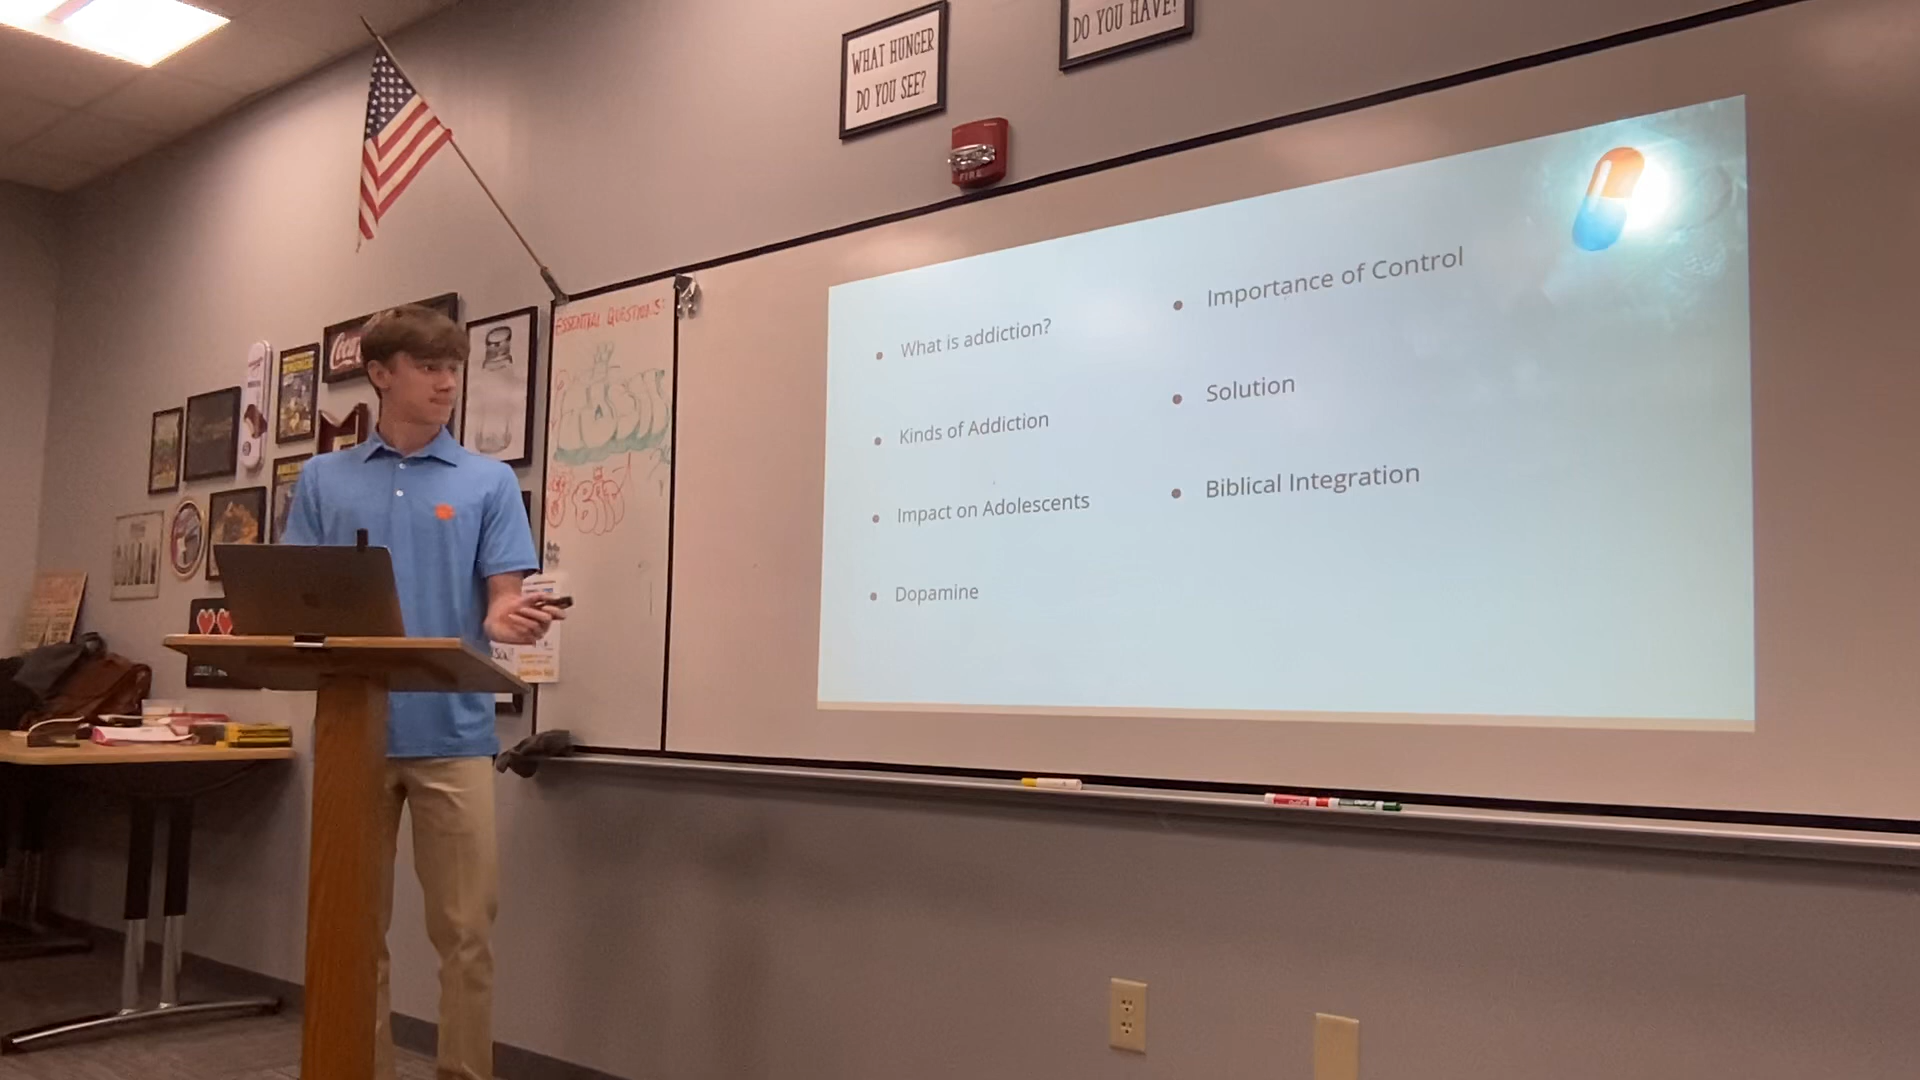 WHAT HUNGER
DO YOU SEE?
DO YOU HAVE?
FIRE
ESSENTIAL QUESTIONS:
What is addiction?
Kinds of Addiction
Impact on Adolescents
Dopamine
Importance of Control
Solution
Biblical Integration